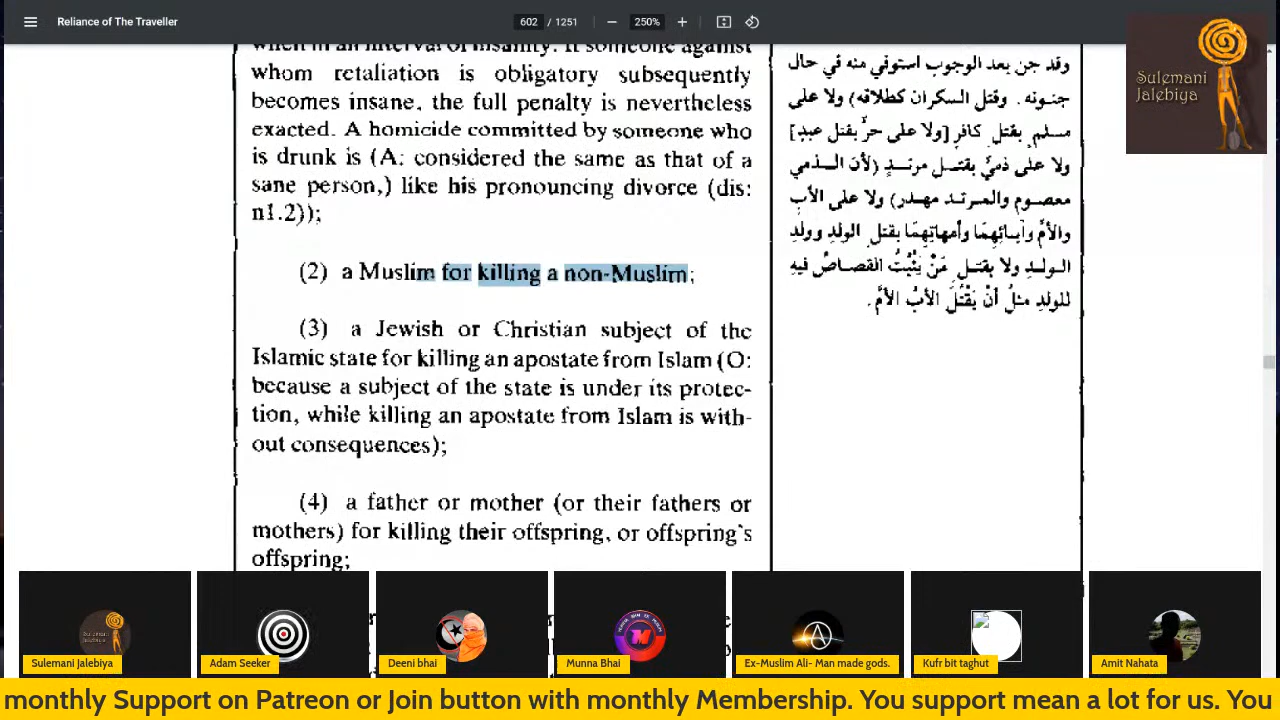 Reliance of The Traveller
602 / 1251
250%
Sulemani
Jalebiya
whom retaliation is obligatory subsequently
becomes insane, the full penalty is nevertheless
exacted. A homicide committed by someone who
is drunk is (A: considered the same as that of a
sane person,) like his pronouncing divorce (dis:
n1.2));
(2) a Muslim for killing a non-Muslim;
(3) a Jewish or Christian subject of the
Islamic state for killing an apostate from Islam (O:
because a subject of the state is under its protec-
tion, while killing an apostate from Islam is with-
out consequences);
(4) a father or mother (or their fathers or
mothers) for killing their offspring, or offspring's
offspring;
وقد جن بعد الوجوب استوفي منه في حال
جنونه . وقتل السكران كطلاقه) ولا على
مسلمٍ بقتلِ كافرٍ [ولا على حرٍّ بقتل عبدٍ]
ولا على ذميٍّ بقتلِ مرتدٍ (لأن الذمي
معصوم والمرتد مهدر) ولا على الأبِ
والأمِّ وآبائِهِمَا وأمهاتِهِمَا بقتلِ الولدِ وولدِ
الولدِ ولا بقتلِ مَنْ يَثْبُتُ القصاصُ فيهِ
للولدِ مثلُ أنْ يَقْتُلَ الأبُ الأمَّ.
Sulemani Jalebiya
Adam Seeker
Deeni bhai
Munna Bhai
Ex-Muslim Ali- Man made gods.
Kufr bit taghut
Amit Nahata
monthly Support on Patreon or Join button with monthly Membership. You support mean a lot for us. You